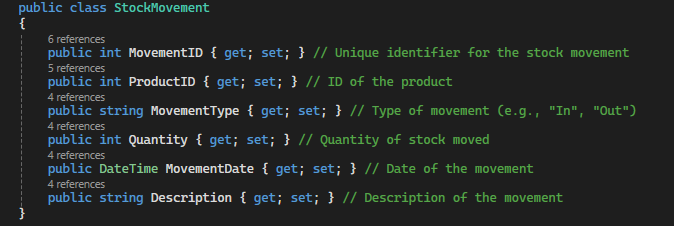 public class StockMovement
{
6 references
public int MovementID { get; set; } // Unique identifier for the stock movement
5 references
public int ProductID { get; set; } // ID of the product
4 references
public string MovementType { get; set; } // Type of movement (e.g., "In", "Out")
4 references
public int Quantity { get; set; } // Quantity of stock moved
4 references
public DateTime MovementDate { get; set; } // Date of the movement
4 references
public string Description { get; set; } // Description of the movement
}